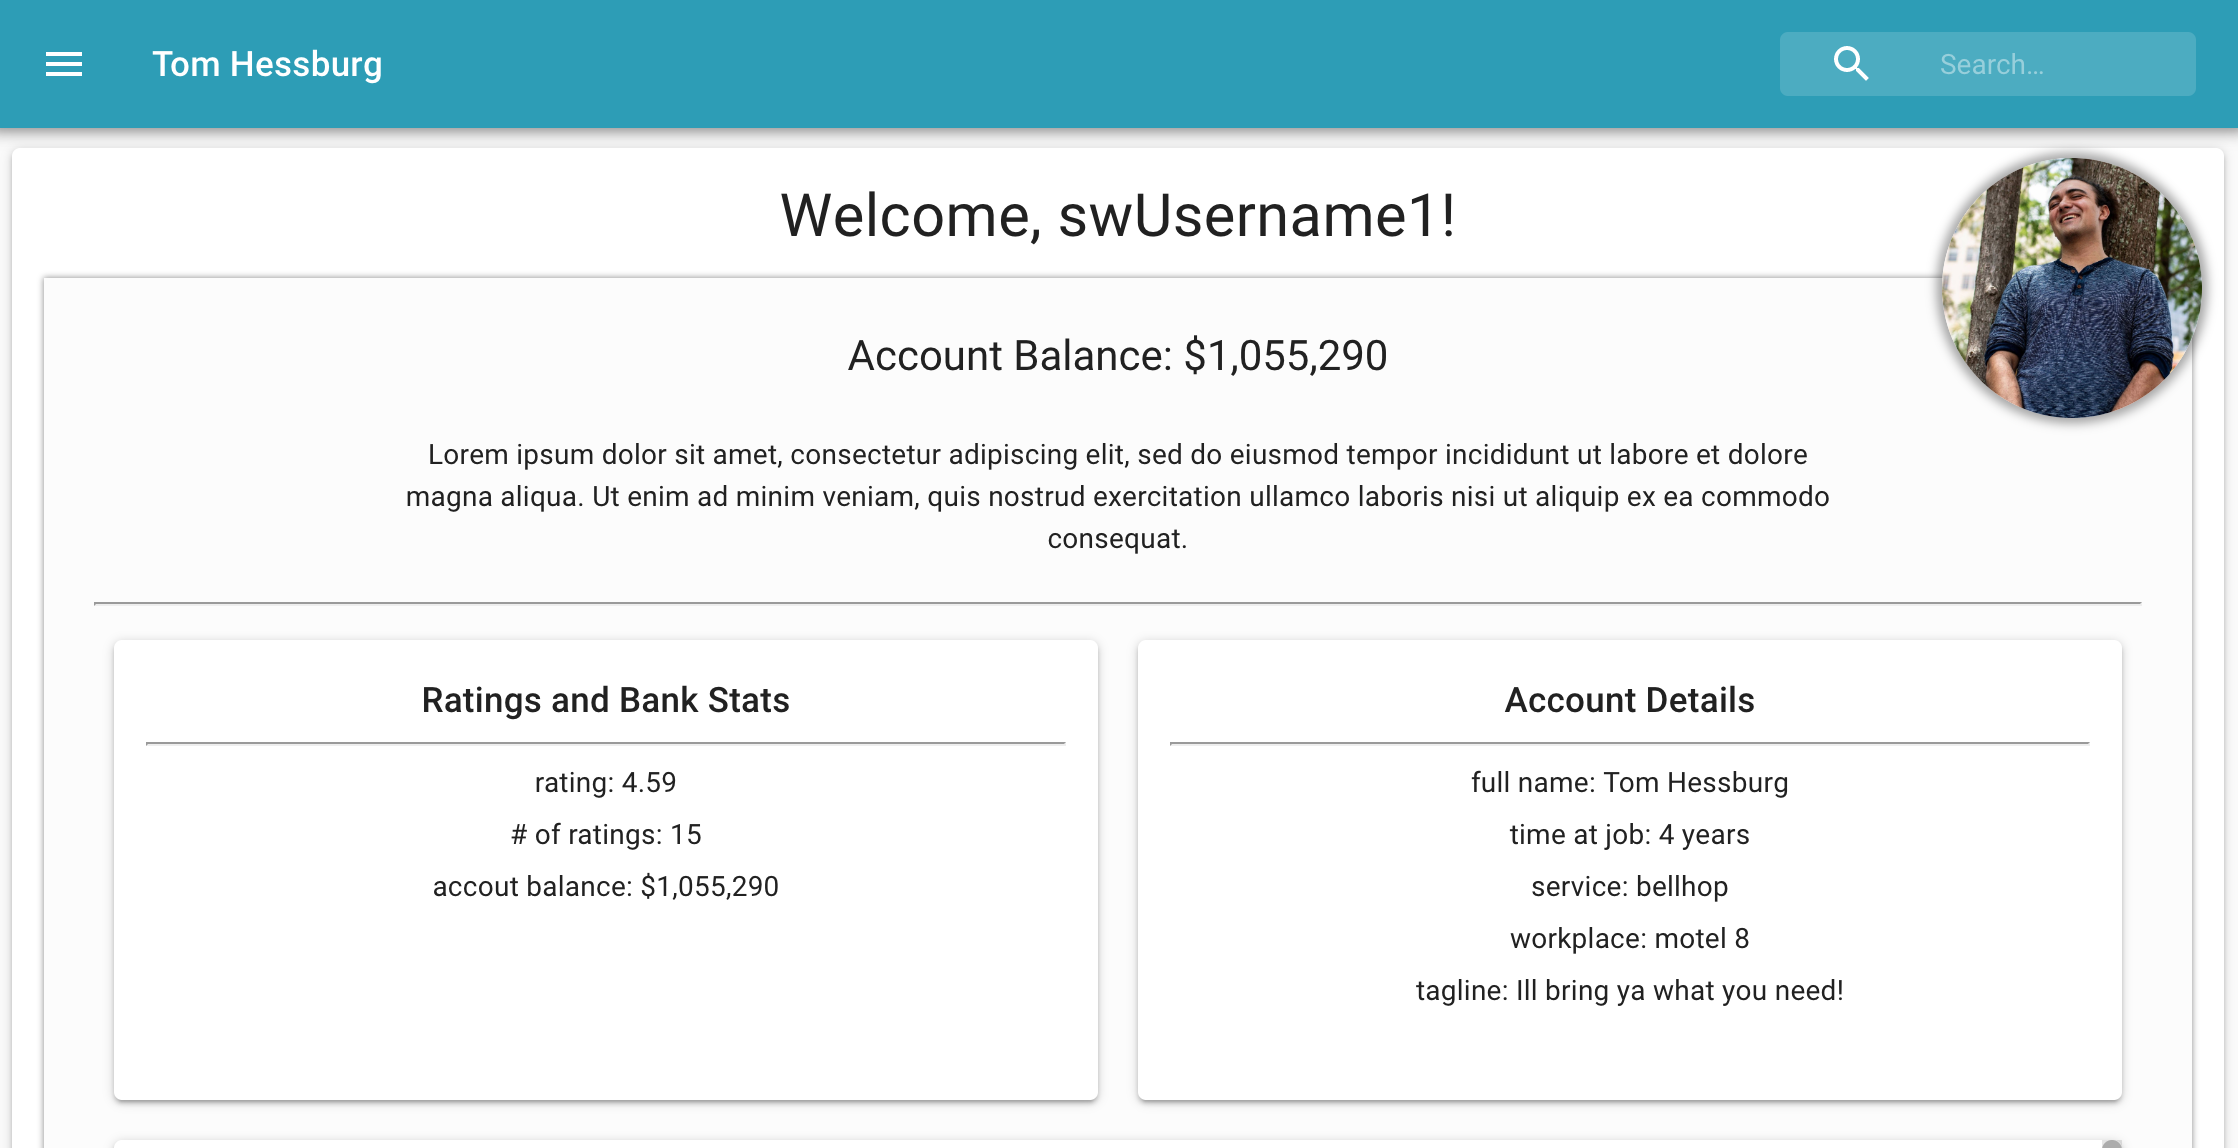 Tom Hessburg
Search...
Welcome, swUsername1!
Account Balance: $1,055,290
Lorem ipsum dolor sit amet, consectetur adipiscing elit, sed do eiusmod tempor incididunt ut labore et dolore
magna aliqua. Ut enim ad minim veniam, quis nostrud exercitation ullamco laboris nisi ut aliquip ex ea commodo
consequat.
Ratings and Bank Stats
rating: 4.59
# of ratings: 15
accout balance: $1,055,290
Account Details
full name: Tom Hessburg
time at job: 4 years
service: bellhop
workplace: motel 8
tagline: Ill bring ya what you need!